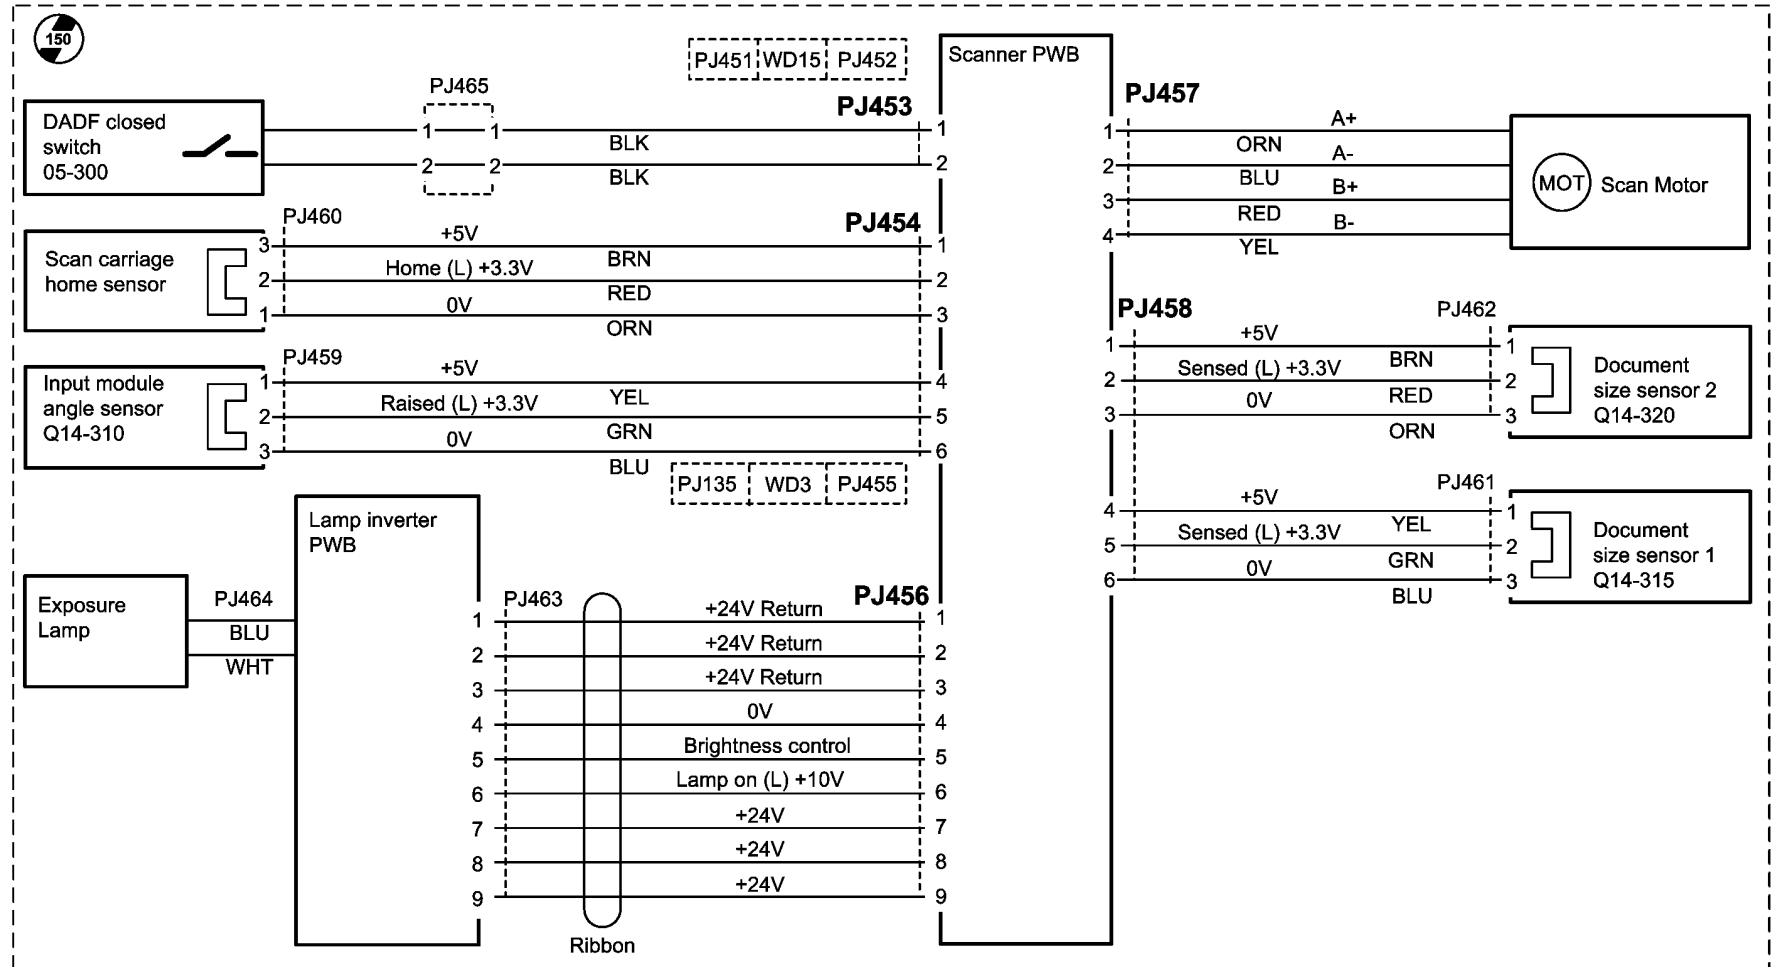 150
PJ451 WD15 PJ452
Scanner PWB
PJ465
PJ453
PJ457
DADF closed
switch
05-300
1 1
BLK
1
2 2
BLK
2
1
A+
ORN
2
A-
BLU
3
B+
RED
4
B-
YEL
MOT
Scan Motor
PJ460
PJ454
Scan carriage
home sensor
3
+5V
BRN
1
2
Home (L) +3.3V
RED
2
1
0V
ORN
3
PJ459
Input module
angle sensor
Q14-310
1
+5V
YEL
4
2
Raised (L) +3.3V
GRN
5
3
0V
BLU
6
PJ458
PJ462
1
+5V
BRN
1
2
Sensed (L) +3.3V
RED
2
3
0V
ORN
3
Document
size sensor 2
Q14-320
PJ461
4
+5V
YEL
1
5
Sensed (L) +3.3V
GRN
2
6
0V
BLU
3
Document
size sensor 1
Q14-315
PJ135 WD3 PJ455
Lamp inverter
PWB
Exposure
Lamp
PJ464
BLU
WHT
PJ463
PJ456
1 +24V Return 1
2 +24V Return 2
3 +24V Return 3
4 0V 4
5 Brightness control 5
6 Lamp on (L) +10V 6
7 +24V 7
8 +24V 8
9 +24V 9
Ribbon